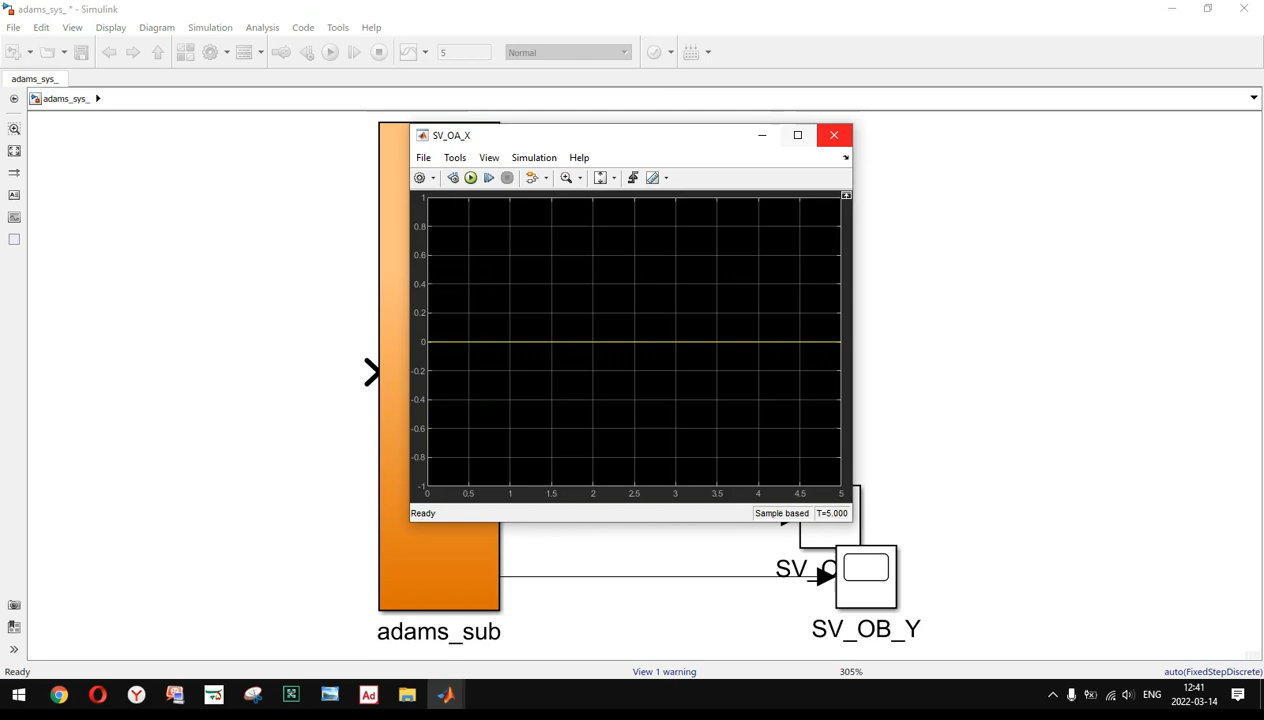 adams_sys_ * - Simulink
File Edit View Display Diagram Simulation Analysis Code Tools Help
5 Normal
adams_sys_
adams_sys_
SV_OA_X
File Tools View Simulation Help
1
0.8
0.6
0.4
0.2
0
-0.2
-0.4
-0.6
-0.8
-1
0 0.5 1 1.5 2 2.5 3 3.5 4 4.5 5
Ready Sample based T=5.000
SV_O
adams_sub
SV_OB_Y
Ready View 1 warning 305% auto(FixedStepDiscrete)
Ad
ENG
12:41
2022-03-14